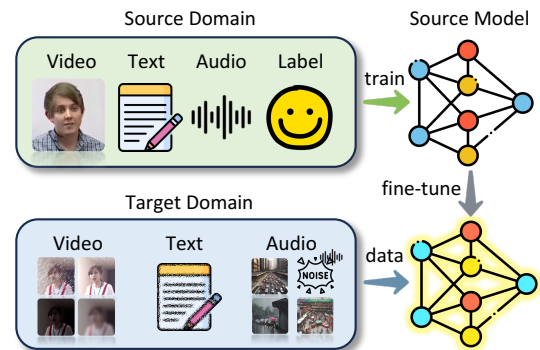 Source Domain
Source Model
Video
Text
Audio
Label
train
fine-tune
Target Domain
Video
Text
Audio
NOISE
data